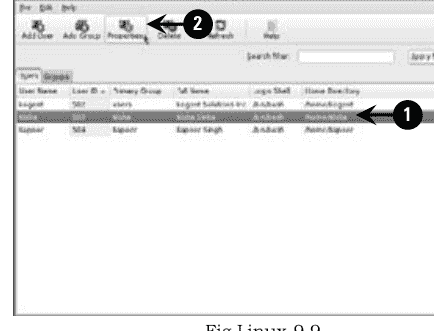 File Edit Help
Add User Add Group Properties Delete Refresh Help
2
Search filter: Apply f
Users Groups
User Name User ID Primary Group Full Name Login Shell Home Directory
kogent 502 users kogent Solutions Inc /bin/bash /home/kogent
1
Nisha Nisha Nisha /bin/bash /home/Nisha
Kapoor 504 Kapoor Kapoor Singh /bin/bash /home/Kapoor
Fig.Linux-9.9